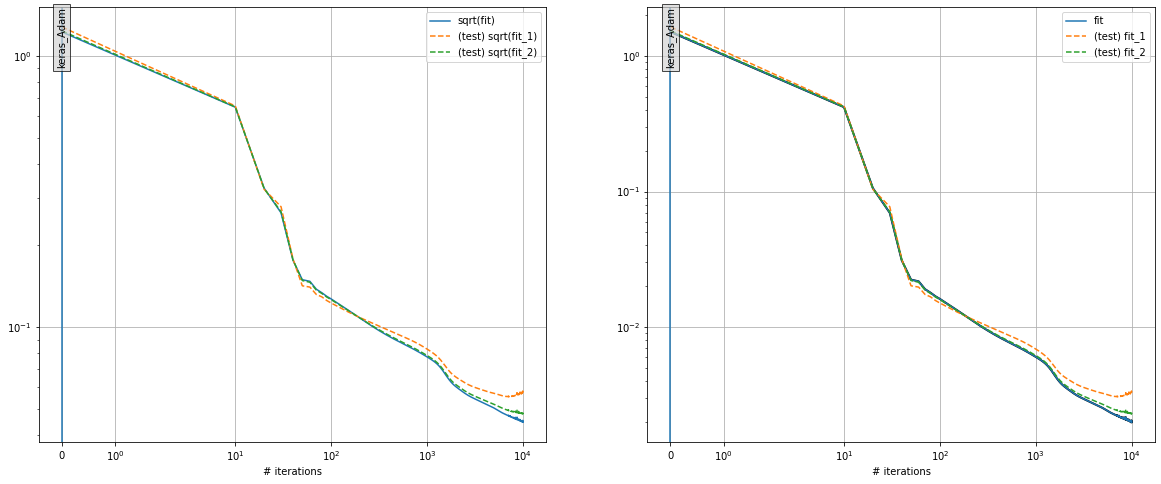 keras_Adam
sqrt(fit)
(test) sqrt(fit_1)
(test) sqrt(fit_2)
10⁰
10⁻¹
0
10⁰
10¹
10²
10³
10⁴
# iterations
keras_Adam
fit
(test) fit_1
(test) fit_2
10⁰
10⁻¹
10⁻²
0
10⁰
10¹
10²
10³
10⁴
# iterations